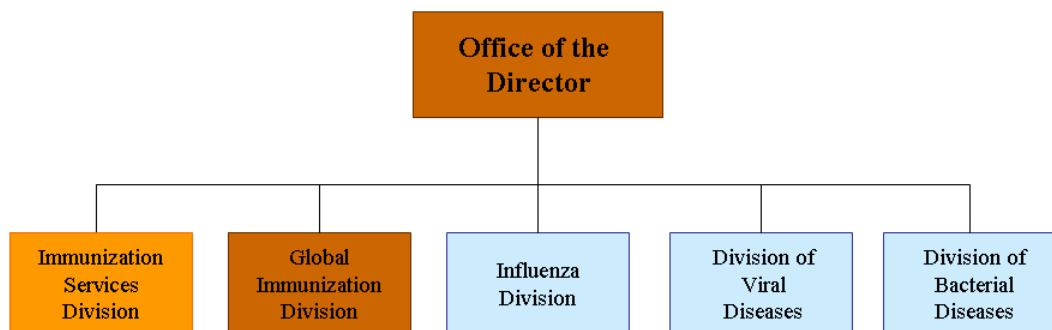 Office of the
Director
Immunization
Services
Division
Global
Immunization
Division
Influenza
Division
Division of
Viral
Diseases
Division of
Bacterial
Diseases